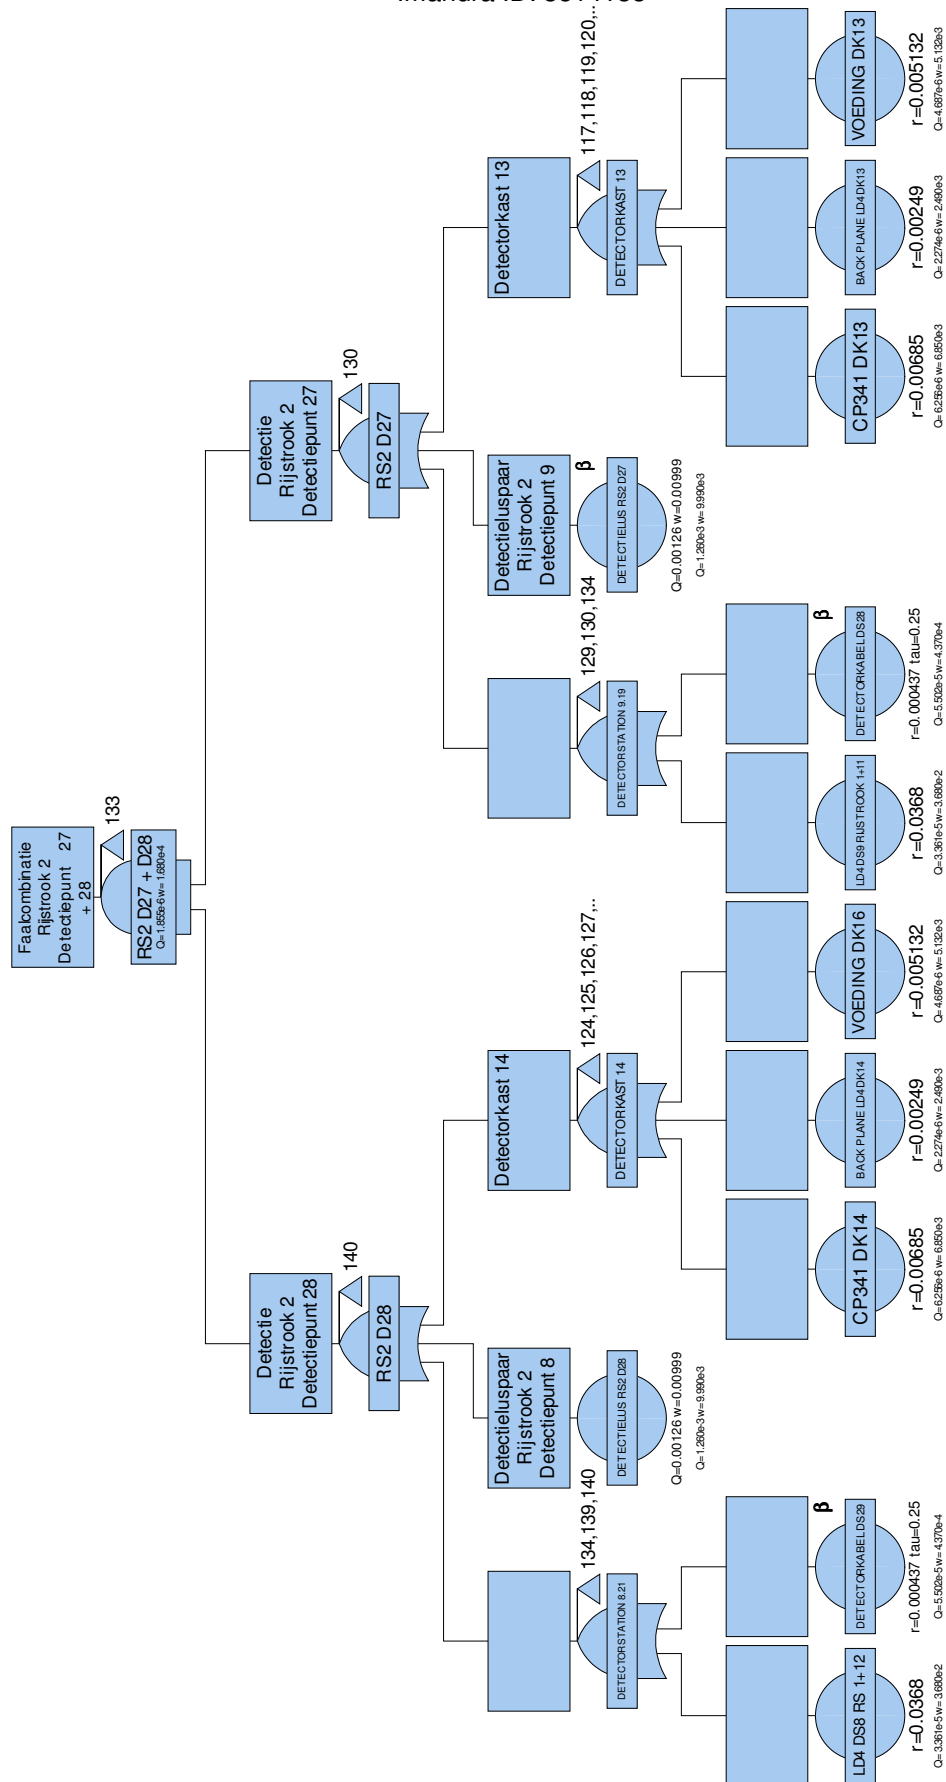 Faalcombinatie
Rijstrook 2
Detectiepunt 27
+ 28
133
RS2 D27 + D28
Q=1.855e-6 w=1.680e-4
Detectie
Rijstrook 2
Detectiepunt 28
140
RS2 D28
Detectie
Rijstrook 2
Detectiepunt 27
130
RS2 D27
134,139,140
DETECTORSTATION 8.21
Detectieluspaar
Rijstrook 2
Detectiepunt 8
DETECTIELUS RS2 D28
Q=0.00126 w=0.00999
Q=1.260e-3 w=9.990e-3
Detectorkast 14
124,125,126,127,..
DETECTORKAST 14
129,130,134
DETECTORSTATION 9.19
Detectieluspaar
Rijstrook 2
Detectiepunt 9
β
DETECTIELUS RS2 D27
Q=0.00126 w=0.00999
Q=1.260e-3 w=9.990e-3
Detectorkast 13
117,118,119,120,..
DETECTORKAST 13
LD4 DS8 RS 1+12
r=0.0368
Q=3.361e-5 w=3.680e-2
β
DETECTORKABEL DS29
r=0.000437 tau=0.25
Q=5.502e-5 w=4.370e-4
CP341 DK14
r=0.00685
Q=6.256e-6 w=6.850e-3
BACK PLANE LD4 DK14
r=0.00249
Q=2.274e-6 w=2.490e-3
VOEDING DK16
r=0.005132
Q=4.687e-6 w=5.132e-3
LD4 DS9 RIJSTROOK 1+11
r=0.0368
Q=3.361e-5 w=3.680e-2
β
DETECTORKABEL DS28
r=0.000437 tau=0.25
Q=5.502e-5 w=4.370e-4
CP341 DK13
r=0.00685
Q=6.256e-6 w=6.850e-3
BACK PLANE LD4 DK13
r=0.00249
Q=2.274e-6 w=2.490e-3
VOEDING DK13
r=0.005132
Q=4.687e-6 w=5.132e-3